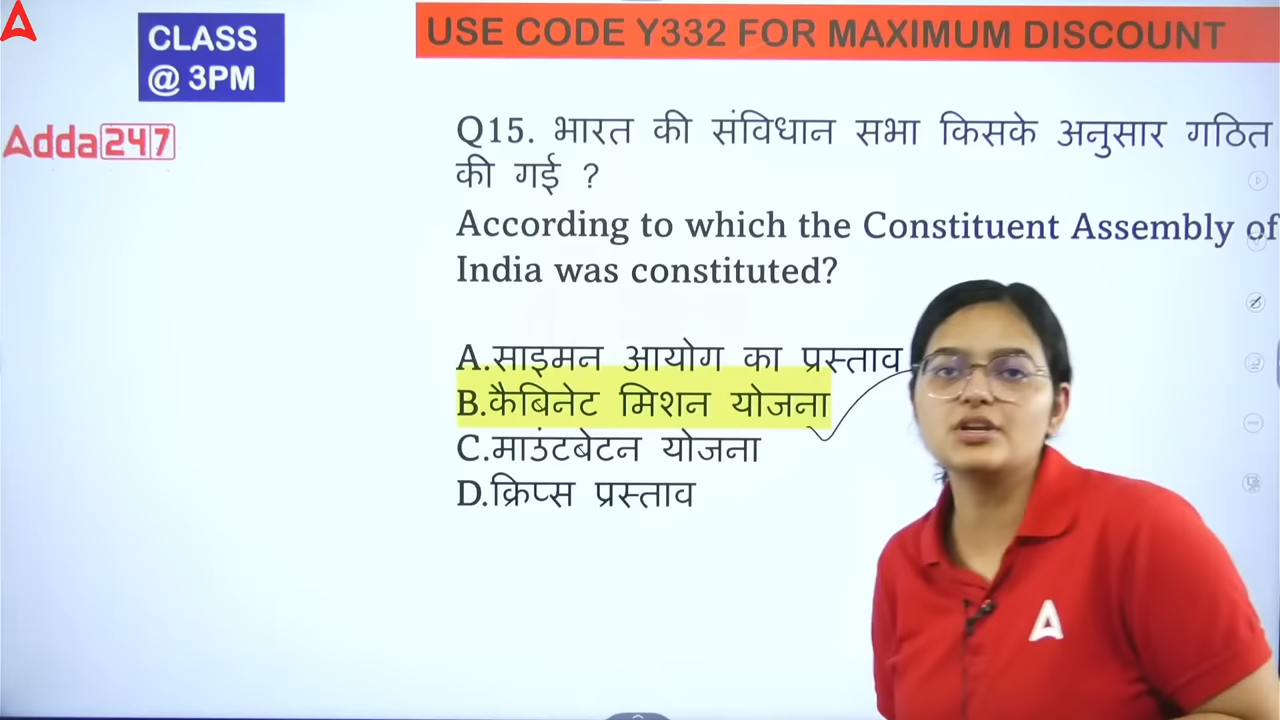 CLASS
@ 3PM
USE CODE Y332 FOR MAXIMUM DISCOUNT
Adda247
Q15. भारत की संविधान सभा किसके अनुसार गठित
की गई ?
According to which the Constituent Assembly of
India was constituted?
A.साइमन आयोग का प्रस्ताव
B.कैबिनेट मिशन योजना
C.माउंटबेटन योजना
D.क्रिप्स प्रस्ताव